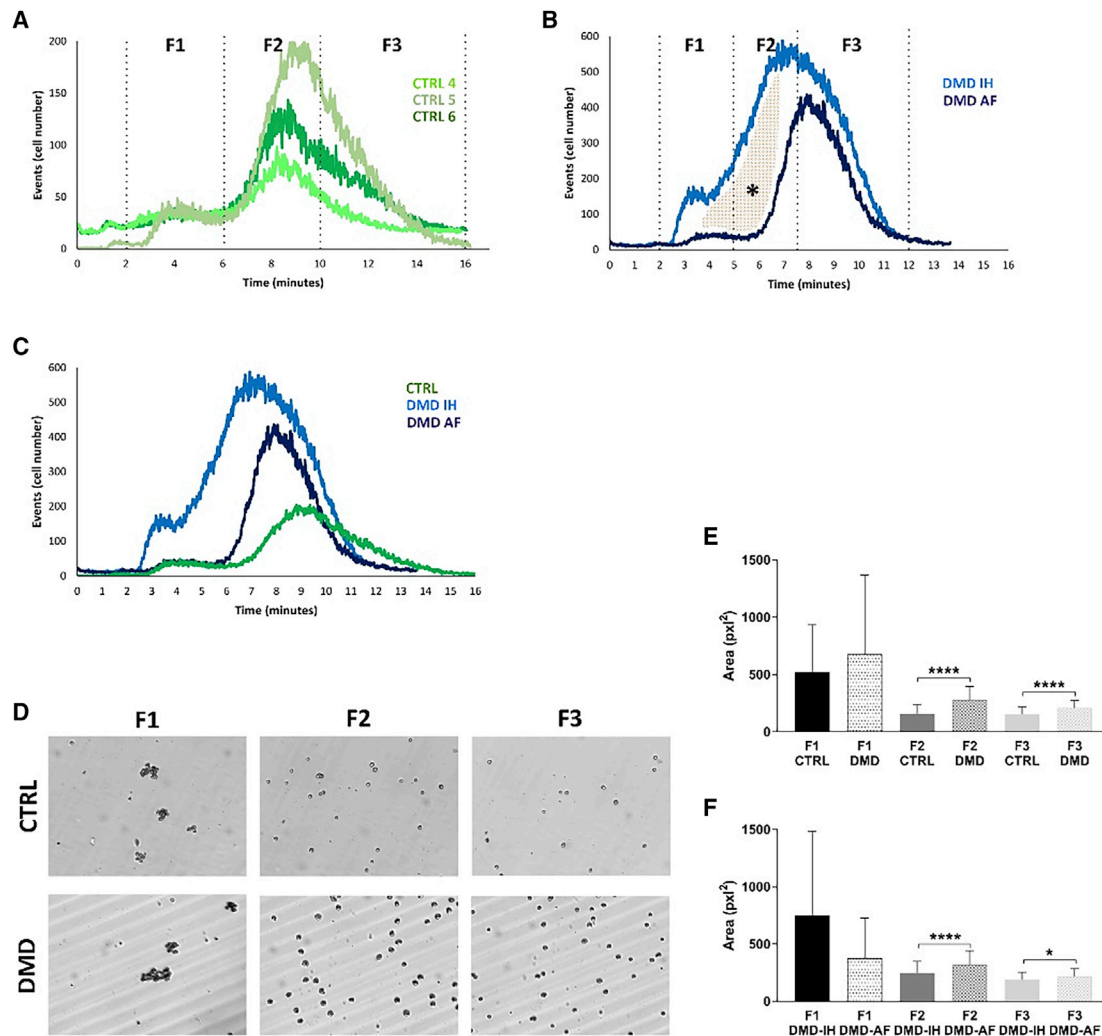 A
F1 F2 F3
200
150
100
50
0
CTRL 4
CTRL 5
CTRL 6
Events (cell number)
0 2 4 6 8 10 12 14 16
Time (minutes)
B
F1 F2 F3
600
500
400
300
200
100
0
DMD IH
DMD AF
*
Events (cell number)
0 1 2 3 4 5 6 7 8 9 10 11 12 13 14 15 16
Time (minutes)
C
600
500
400
300
200
100
0
CTRL
DMD IH
DMD AF
Events (cell number)
0 1 2 3 4 5 6 7 8 9 10 11 12 13 14 15 16
Time (minutes)
D
F1 F2 F3
CTRL
DMD
E
1500
1000
500
0
Area (pxl²)
**** ****
F1 F1 F2 F2 F3 F3
CTRL DMD CTRL DMD CTRL DMD
F
1500
1000
500
0
Area (pxl²)
**** *
F1 F1 F2 F2 F3 F3
DMD-IH DMD-AF DMD-IH DMD-AF DMD-IH DMD-AF